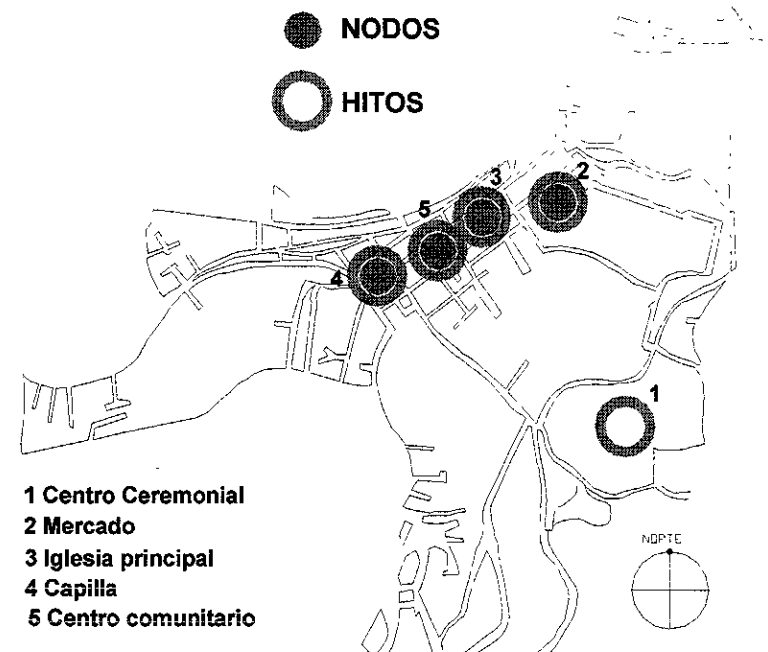 NODOS
HITOS
3
2
5
4
1
1 Centro Ceremonial
2 Mercado
3 Iglesia principal
4 Capilla
5 Centro comunitario
NORTE